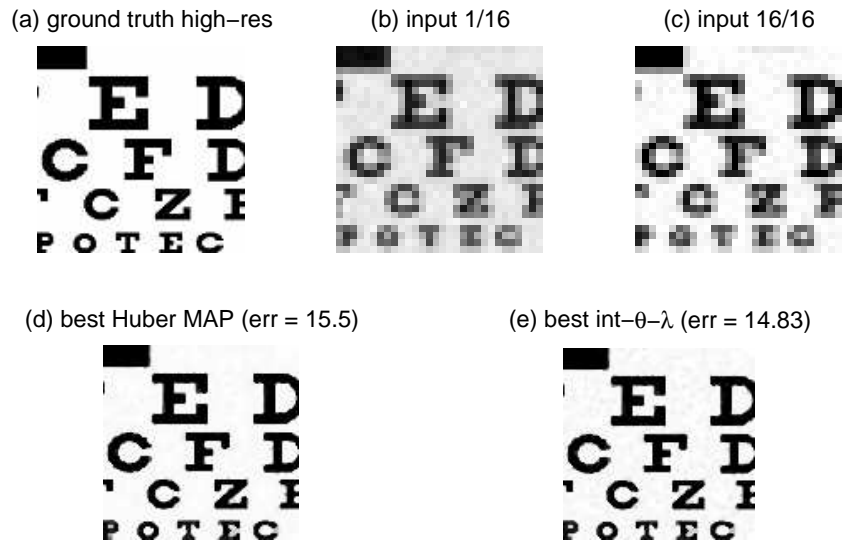 (a) ground truth high−res
(b) input 1/16
(c) input 16/16
E D
C F D
C Z
P O T E C
E D
C F D
C Z
P O T E C
E D
C F D
C Z
P O T E C
(d) best Huber MAP (err = 15.5)
(e) best int−θ−λ (err = 14.83)
E D
C F D
C Z
P O T E C
E D
C F D
C Z
P O T E C